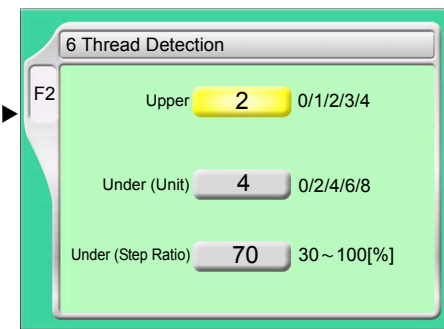 6 Thread Detection
F2
Upper 2 0/1/2/3/4
Under (Unit) 4 0/2/4/6/8
Under (Step Ratio) 70 30～100[%]